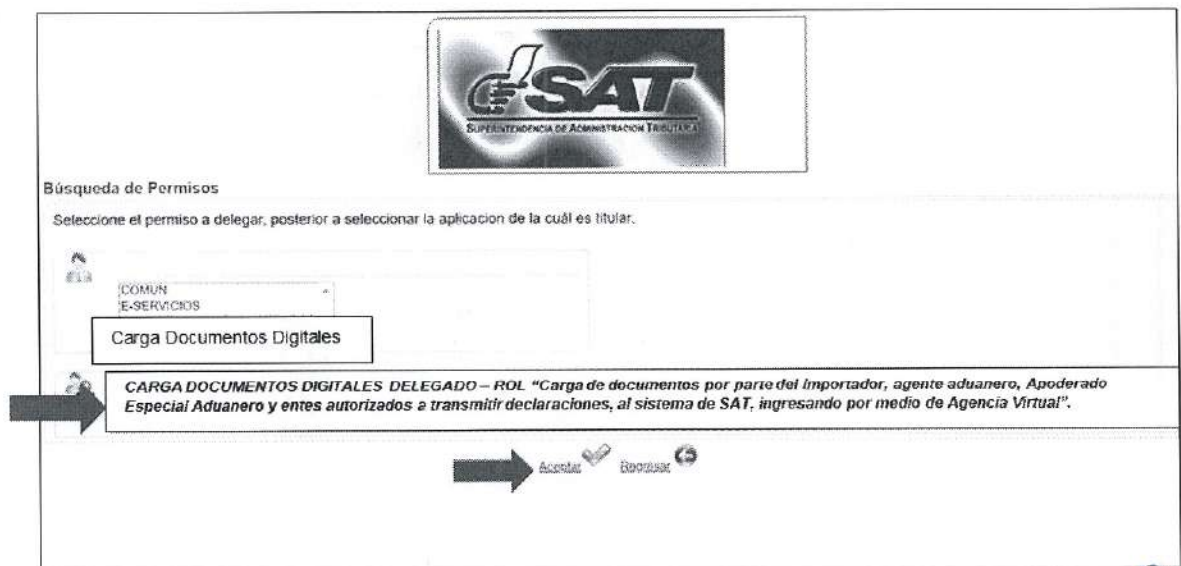 SAT
SUPERINTENDENCIA DE ADMINISTRACION TRIBUTARIA
Búsqueda de Permisos
Seleccione el permiso a delegar, posterior a seleccionar la aplicacion de la cuál es titular.
COMUN
E-SERVICIOS
Carga Documentos Digitales
CARGA DOCUMENTOS DIGITALES DELEGADO – ROL "Carga de documentos por parte del Importador, agente aduanero, Apoderado
Especial Aduanero y entes autorizados a transmitir declaraciones, al sistema de SAT, ingresando por medio de Agencia Virtual".
Aceptar Regresar